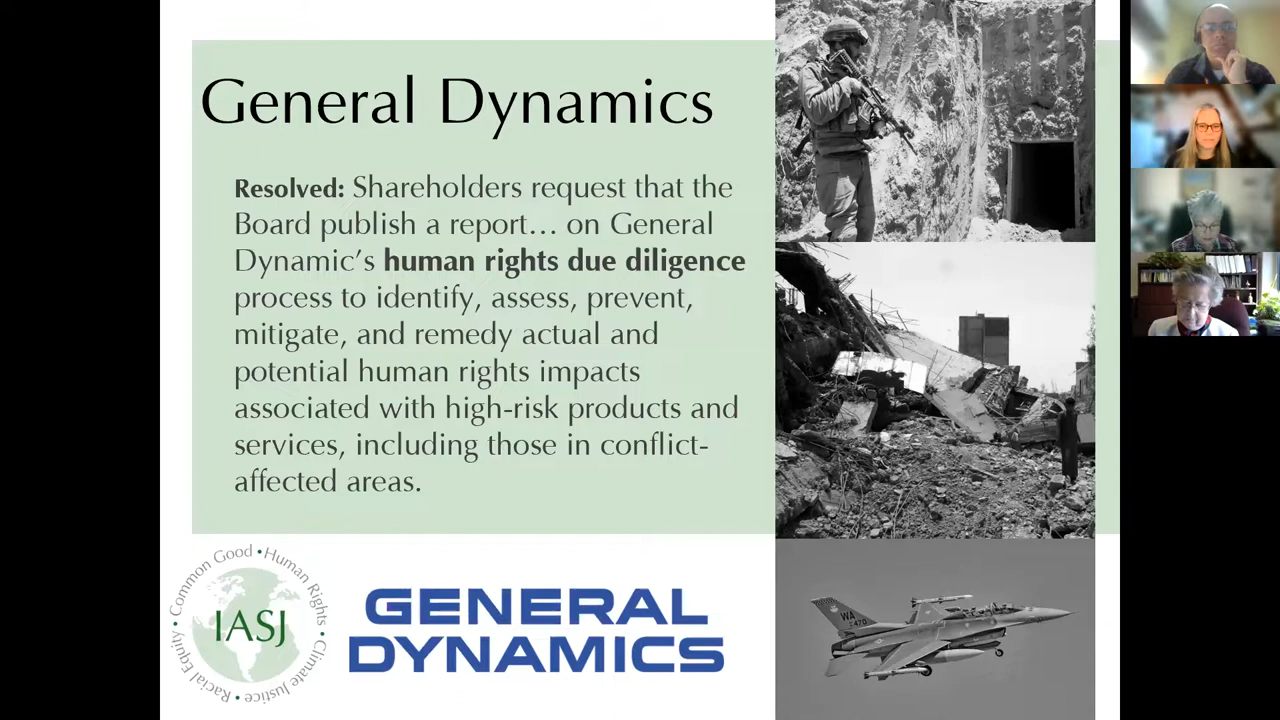 General Dynamics
Resolved: Shareholders request that the
Board publish a report… on General
Dynamic’s human rights due diligence
process to identify, assess, prevent,
mitigate, and remedy actual and
potential human rights impacts
associated with high-risk products and
services, including those in conflict-
affected areas.
Racial Equity • Common Good • Human Rights • Climate Justice •
IASJ
GENERAL
DYNAMICS
WA
470